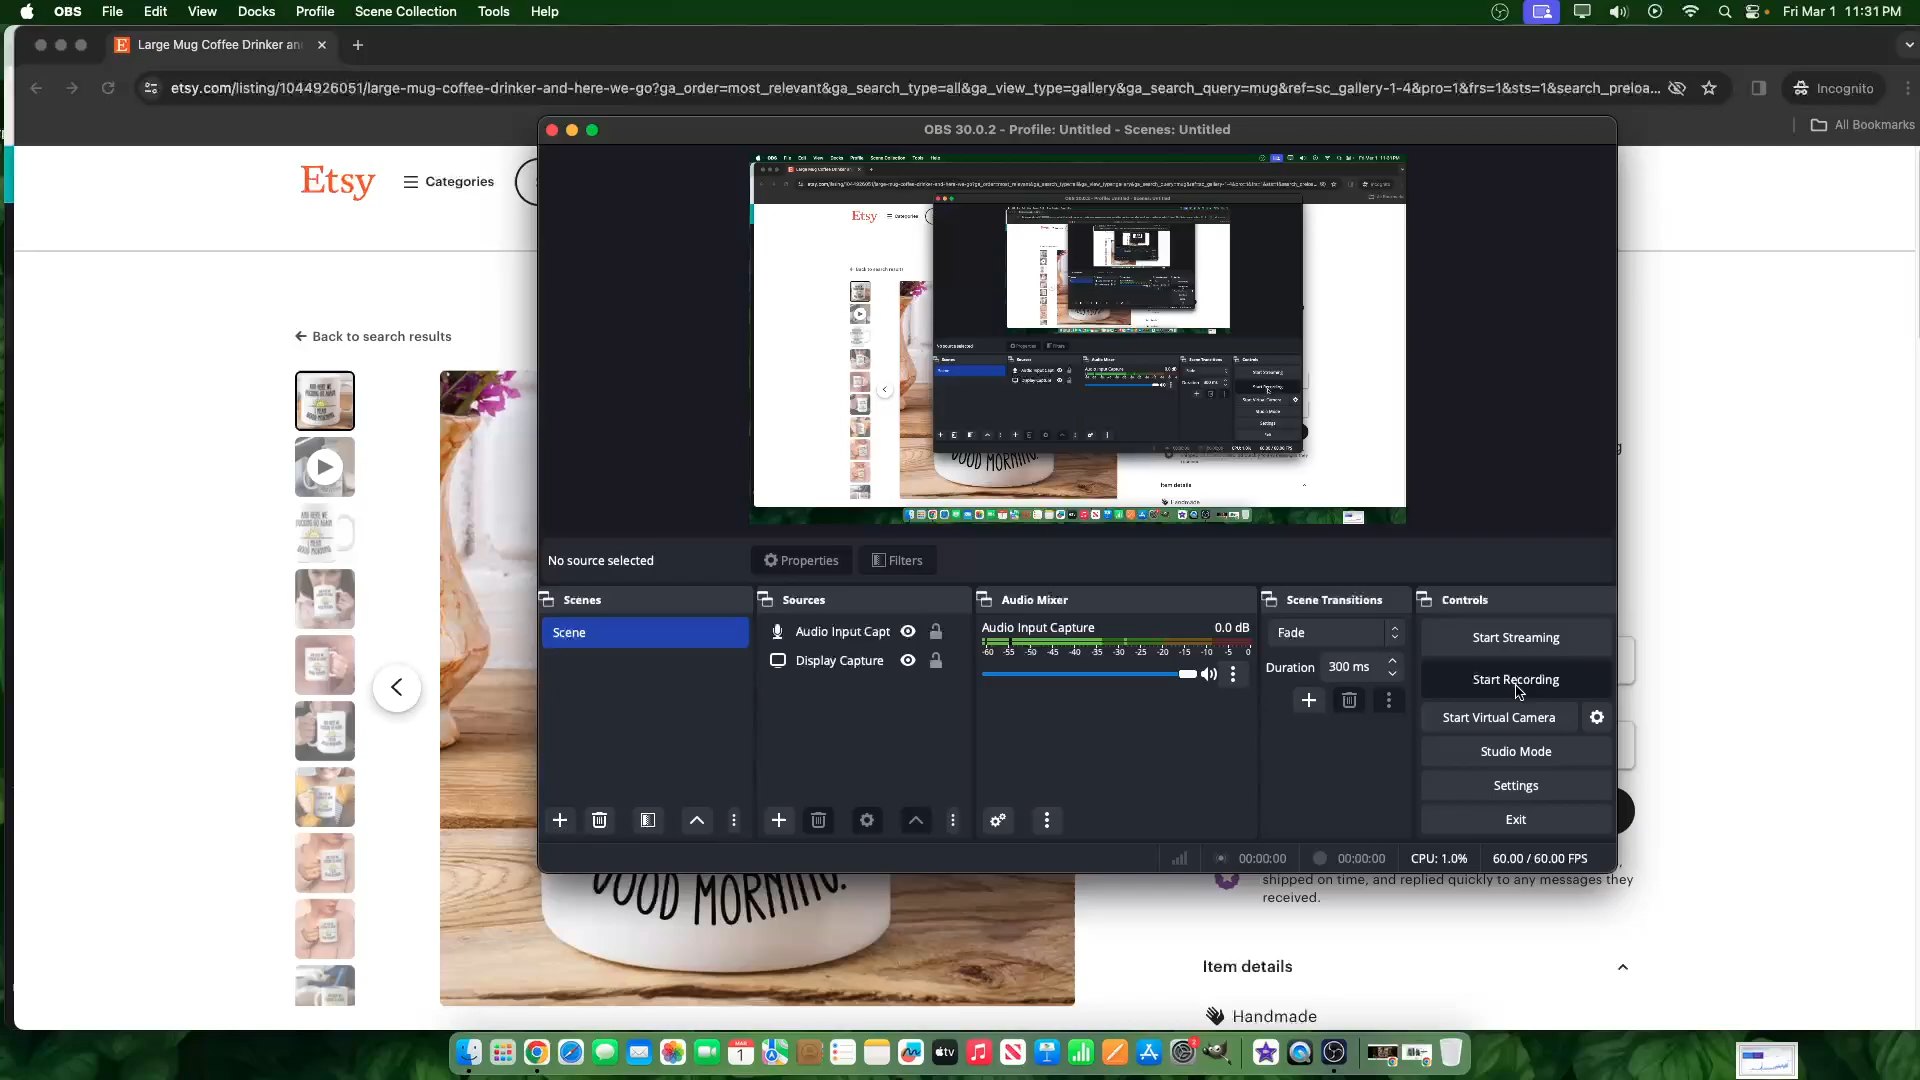 OBS File Edit View Docks Profile Scene Collection Tools Help Fri Mar 1 11:31 PM
Large Mug Coffee Drinker an
etsy.com/listing/1044926051/large-mug-coffee-drinker-and-here-we-go?ga_order=most_relevant&ga_search_type=all&ga_view_type=gallery&ga_search_query=mug&ref=sc_gallery-1-4&pro=1&frs=1&sts=1&search_preloa... Incognito
All Bookmarks
OBS 30.0.2 - Profile: Untitled - Scenes: Untitled
Etsy Categories
Back to search results
No source selected Properties Filters
Scenes Sources Audio Mixer Scene Transitions Controls
Scene
Audio Input Capt
Display Capture
Audio Input Capture 0.0 dB
-60 -55 -50 -45 -40 -35 -30 -25 -20 -15 -10 -5 0
Fade
Duration 300 ms
Start Streaming
Start Recording
Start Virtual Camera
Studio Mode
Settings
Exit
00:00:00 00:00:00 CPU: 1.0% 60.00 / 60.00 FPS
GOOD MORNING.
shipped on time, and replied quickly to any messages they
received.
Item details
Handmade